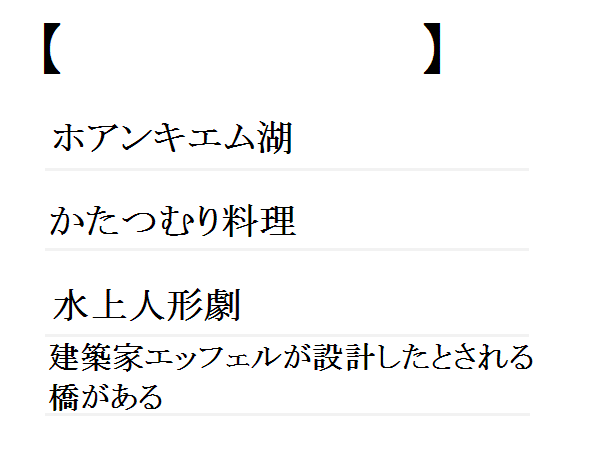 【 】
ホアンキエム湖
かたつむり料理
水上人形劇
建築家エッフェルが設計したとされる
橋がある